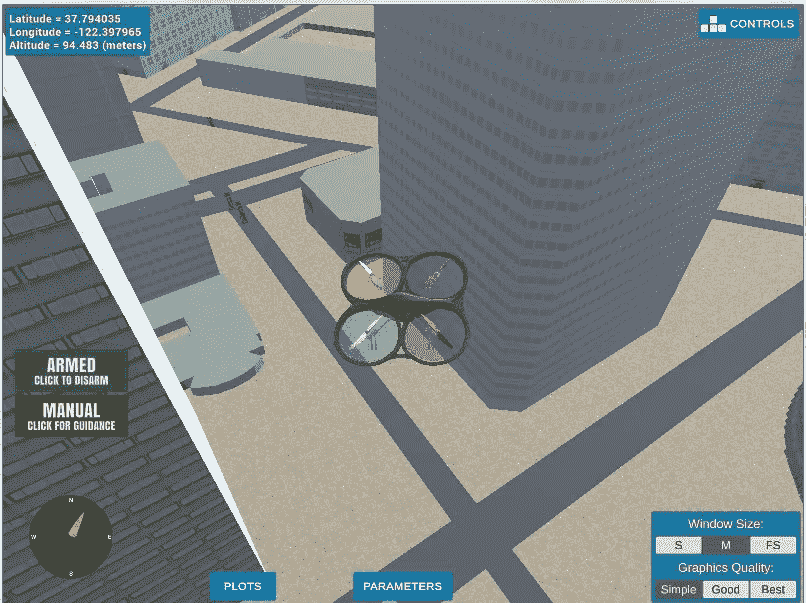 Latitude = 37.794035
Longitude = -122.397965
Altitude = 94.483 (meters)
CONTROLS
ARMED
CLICK TO DISARM
MANUAL
CLICK FOR GUIDANCE
N
W
E
S
PLOTS
PARAMETERS
Window Size:
S M FS
Graphics Quality:
Simple Good Best